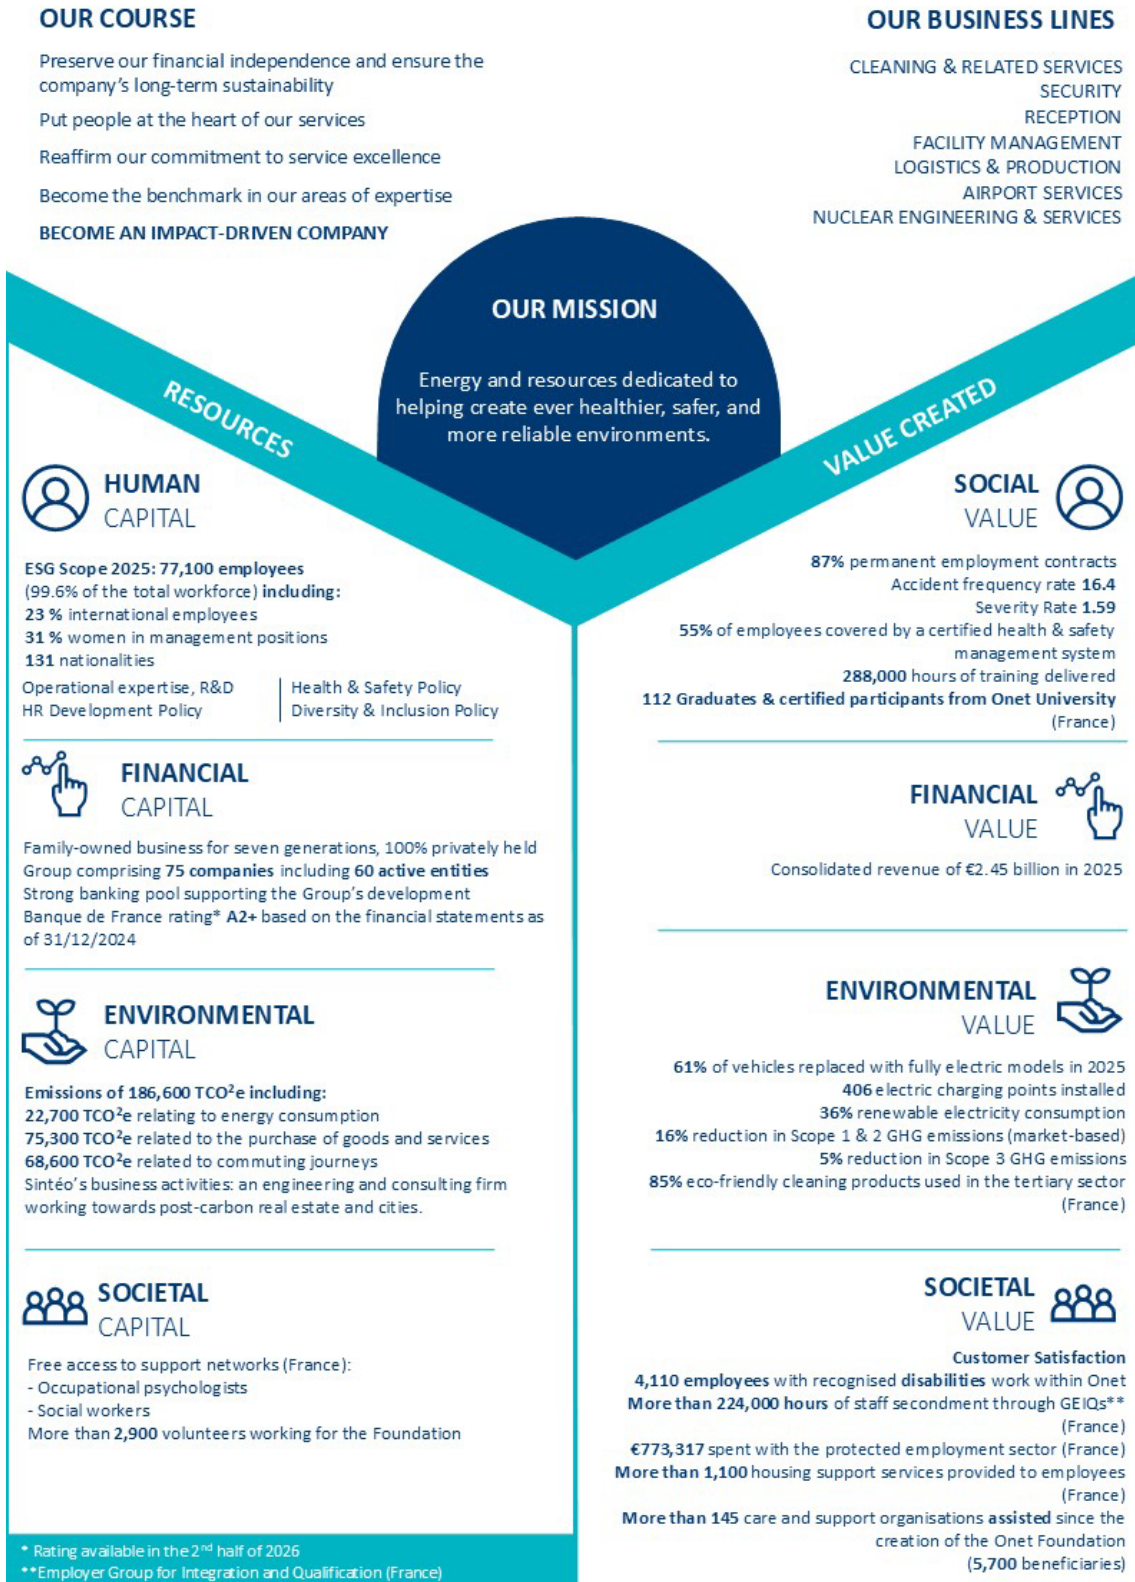 OUR COURSE
Preserve our financial independence and ensure the
company's long-term sustainability
Put people at the heart of our services
Reaffirm our commitment to service excellence
Become the benchmark in our areas of expertise
BECOME AN IMPACT-DRIVEN COMPANY
OUR BUSINESS LINES
CLEANING & RELATED SERVICES
SECURITY
RECEPTION
FACILITY MANAGEMENT
LOGISTICS & PRODUCTION
AIRPORT SERVICES
NUCLEAR ENGINEERING & SERVICES
OUR MISSION
Energy and resources dedicated to
helping create ever healthier, safer, and
more reliable environments.
RESOURCES
HUMAN
CAPITAL
ESG Scope 2025: 77,100 employees
(99.6% of the total workforce) including:
23 % international employees
31 % women in management positions
131 nationalities
Operational expertise, R&D
HR Development Policy
Health & Safety Policy
Diversity & Inclusion Policy
FINANCIAL
CAPITAL
Family-owned business for seven generations, 100% privately held
Group comprising 75 companies including 60 active entities
Strong banking pool supporting the Group's development
Banque de France rating* A2+ based on the financial statements as
of 31/12/2024
ENVIRONMENTAL
CAPITAL
Emissions of 186,600 TCO²e including:
22,700 TCO²e relating to energy consumption
75,300 TCO²e related to the purchase of goods and services
68,600 TCO²e related to commuting journeys
Sintéo's business activities: an engineering and consulting firm
working towards post-carbon real estate and cities.
SOCIETAL
CAPITAL
Free access to support networks (France):
- Occupational psychologists
- Social workers
More than 2,900 volunteers working for the Foundation
* Rating available in the 2nd half of 2026
**Employer Group for Integration and Qualification (France)
VALUE CREATED
SOCIAL
VALUE
87% permanent employment contracts
Accident frequency rate 16.4
Severity Rate 1.59
55% of employees covered by a certified health & safety
management system
288,000 hours of training delivered
112 Graduates & certified participants from Onet University
(France)
FINANCIAL
VALUE
Consolidated revenue of €2.45 billion in 2025
ENVIRONMENTAL
VALUE
61% of vehicles replaced with fully electric models in 2025
406 electric charging points installed
36% renewable electricity consumption
16% reduction in Scope 1 & 2 GHG emissions (market-based)
5% reduction in Scope 3 GHG emissions
85% eco-friendly cleaning products used in the tertiary sector
(France)
SOCIETAL
VALUE
Customer Satisfaction
4,110 employees with recognised disabilities work within Onet
More than 224,000 hours of staff secondment through GEIQs**
(France)
€773,317 spent with the protected employment sector (France)
More than 1,100 housing support services provided to employees
(France)
More than 145 care and support organisations assisted since the
creation of the Onet Foundation
(5,700 beneficiaries)